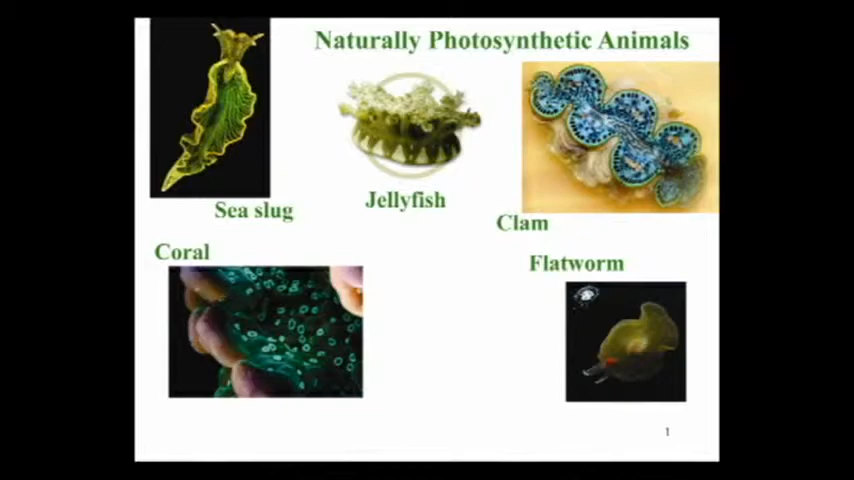 Naturally Photosynthetic Animals
Sea slug
Jellyfish
Clam
Coral
Flatworm
1